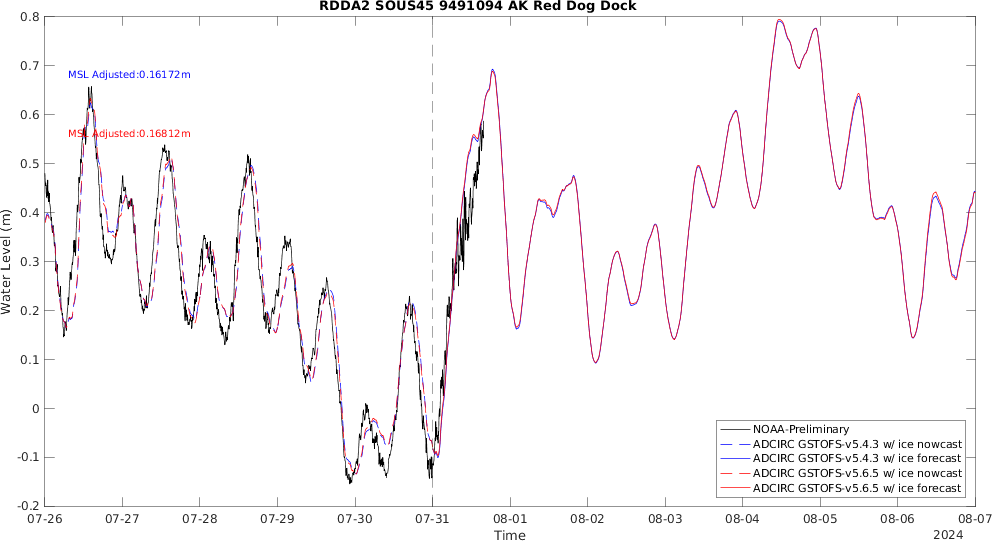 RDDA2 SOUS45 9491094 AK Red Dog Dock
0.8
0.7
0.6
0.5
0.4
0.3
0.2
0.1
0
-0.1
-0.2
Water Level (m)
MSL Adjusted:0.16172m
MSL Adjusted:0.16812m
NOAA-Preliminary
ADCIRC GSTOFS-v5.4.3 w/ ice nowcast
ADCIRC GSTOFS-v5.4.3 w/ ice forecast
ADCIRC GSTOFS-v5.6.5 w/ ice nowcast
ADCIRC GSTOFS-v5.6.5 w/ ice forecast
07-26 07-27 07-28 07-29 07-30 07-31 08-01 08-02 08-03 08-04 08-05 08-06 08-07
Time
2024